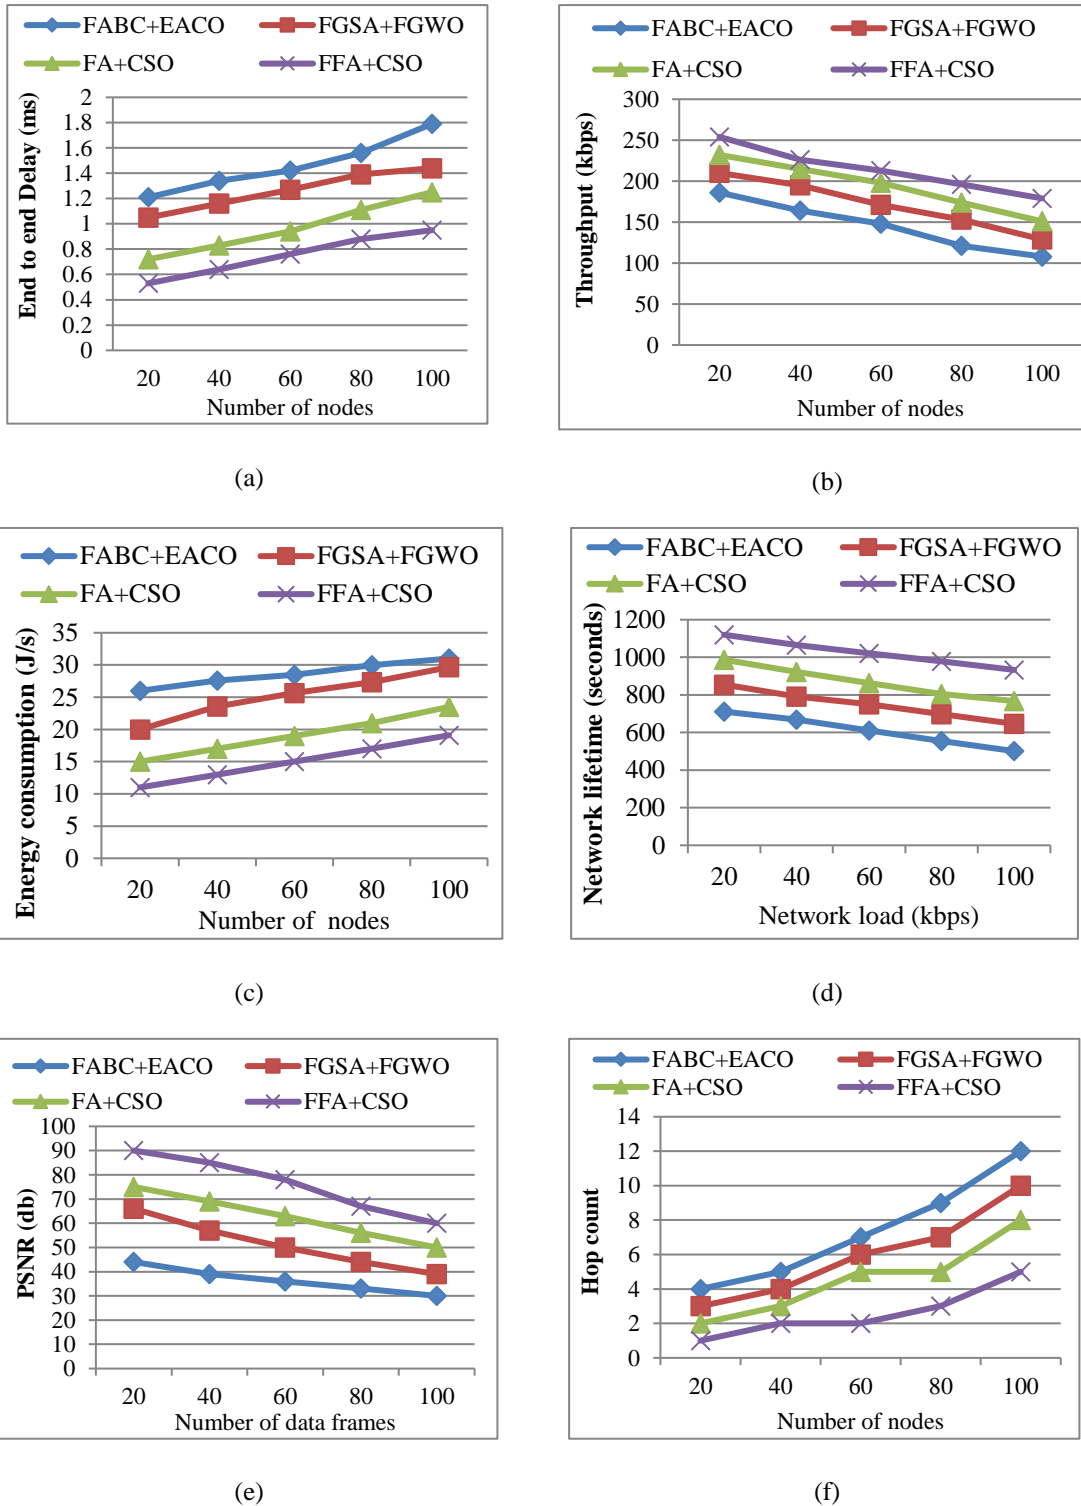 FABC+EACO FGSA+FGWO
FA+CSO FFA+CSO
End to end Delay (ms)
2
1.8
1.6
1.4
1.2
1
0.8
0.6
0.4
0.2
0
20 40 60 80 100
Number of nodes
(a)
FABC+EACO FGSA+FGWO
FA+CSO FFA+CSO
Throughput (kbps)
300
250
200
150
100
50
0
20 40 60 80 100
Number of nodes
(b)
FABC+EACO FGSA+FGWO
FA+CSO FFA+CSO
Energy consumption (J/s)
35
30
25
20
15
10
5
0
20 40 60 80 100
Number of nodes
(c)
FABC+EACO FGSA+FGWO
FA+CSO FFA+CSO
Network lifetime (seconds)
1200
1000
800
600
400
200
0
20 40 60 80 100
Network load (kbps)
(d)
FABC+EACO FGSA+FGWO
FA+CSO FFA+CSO
PSNR (db)
100
90
80
70
60
50
40
30
20
10
0
20 40 60 80 100
Number of data frames
(e)
FABC+EACO FGSA+FGWO
FA+CSO FFA+CSO
Hop count
14
12
10
8
6
4
2
0
20 40 60 80 100
Number of nodes
(f)